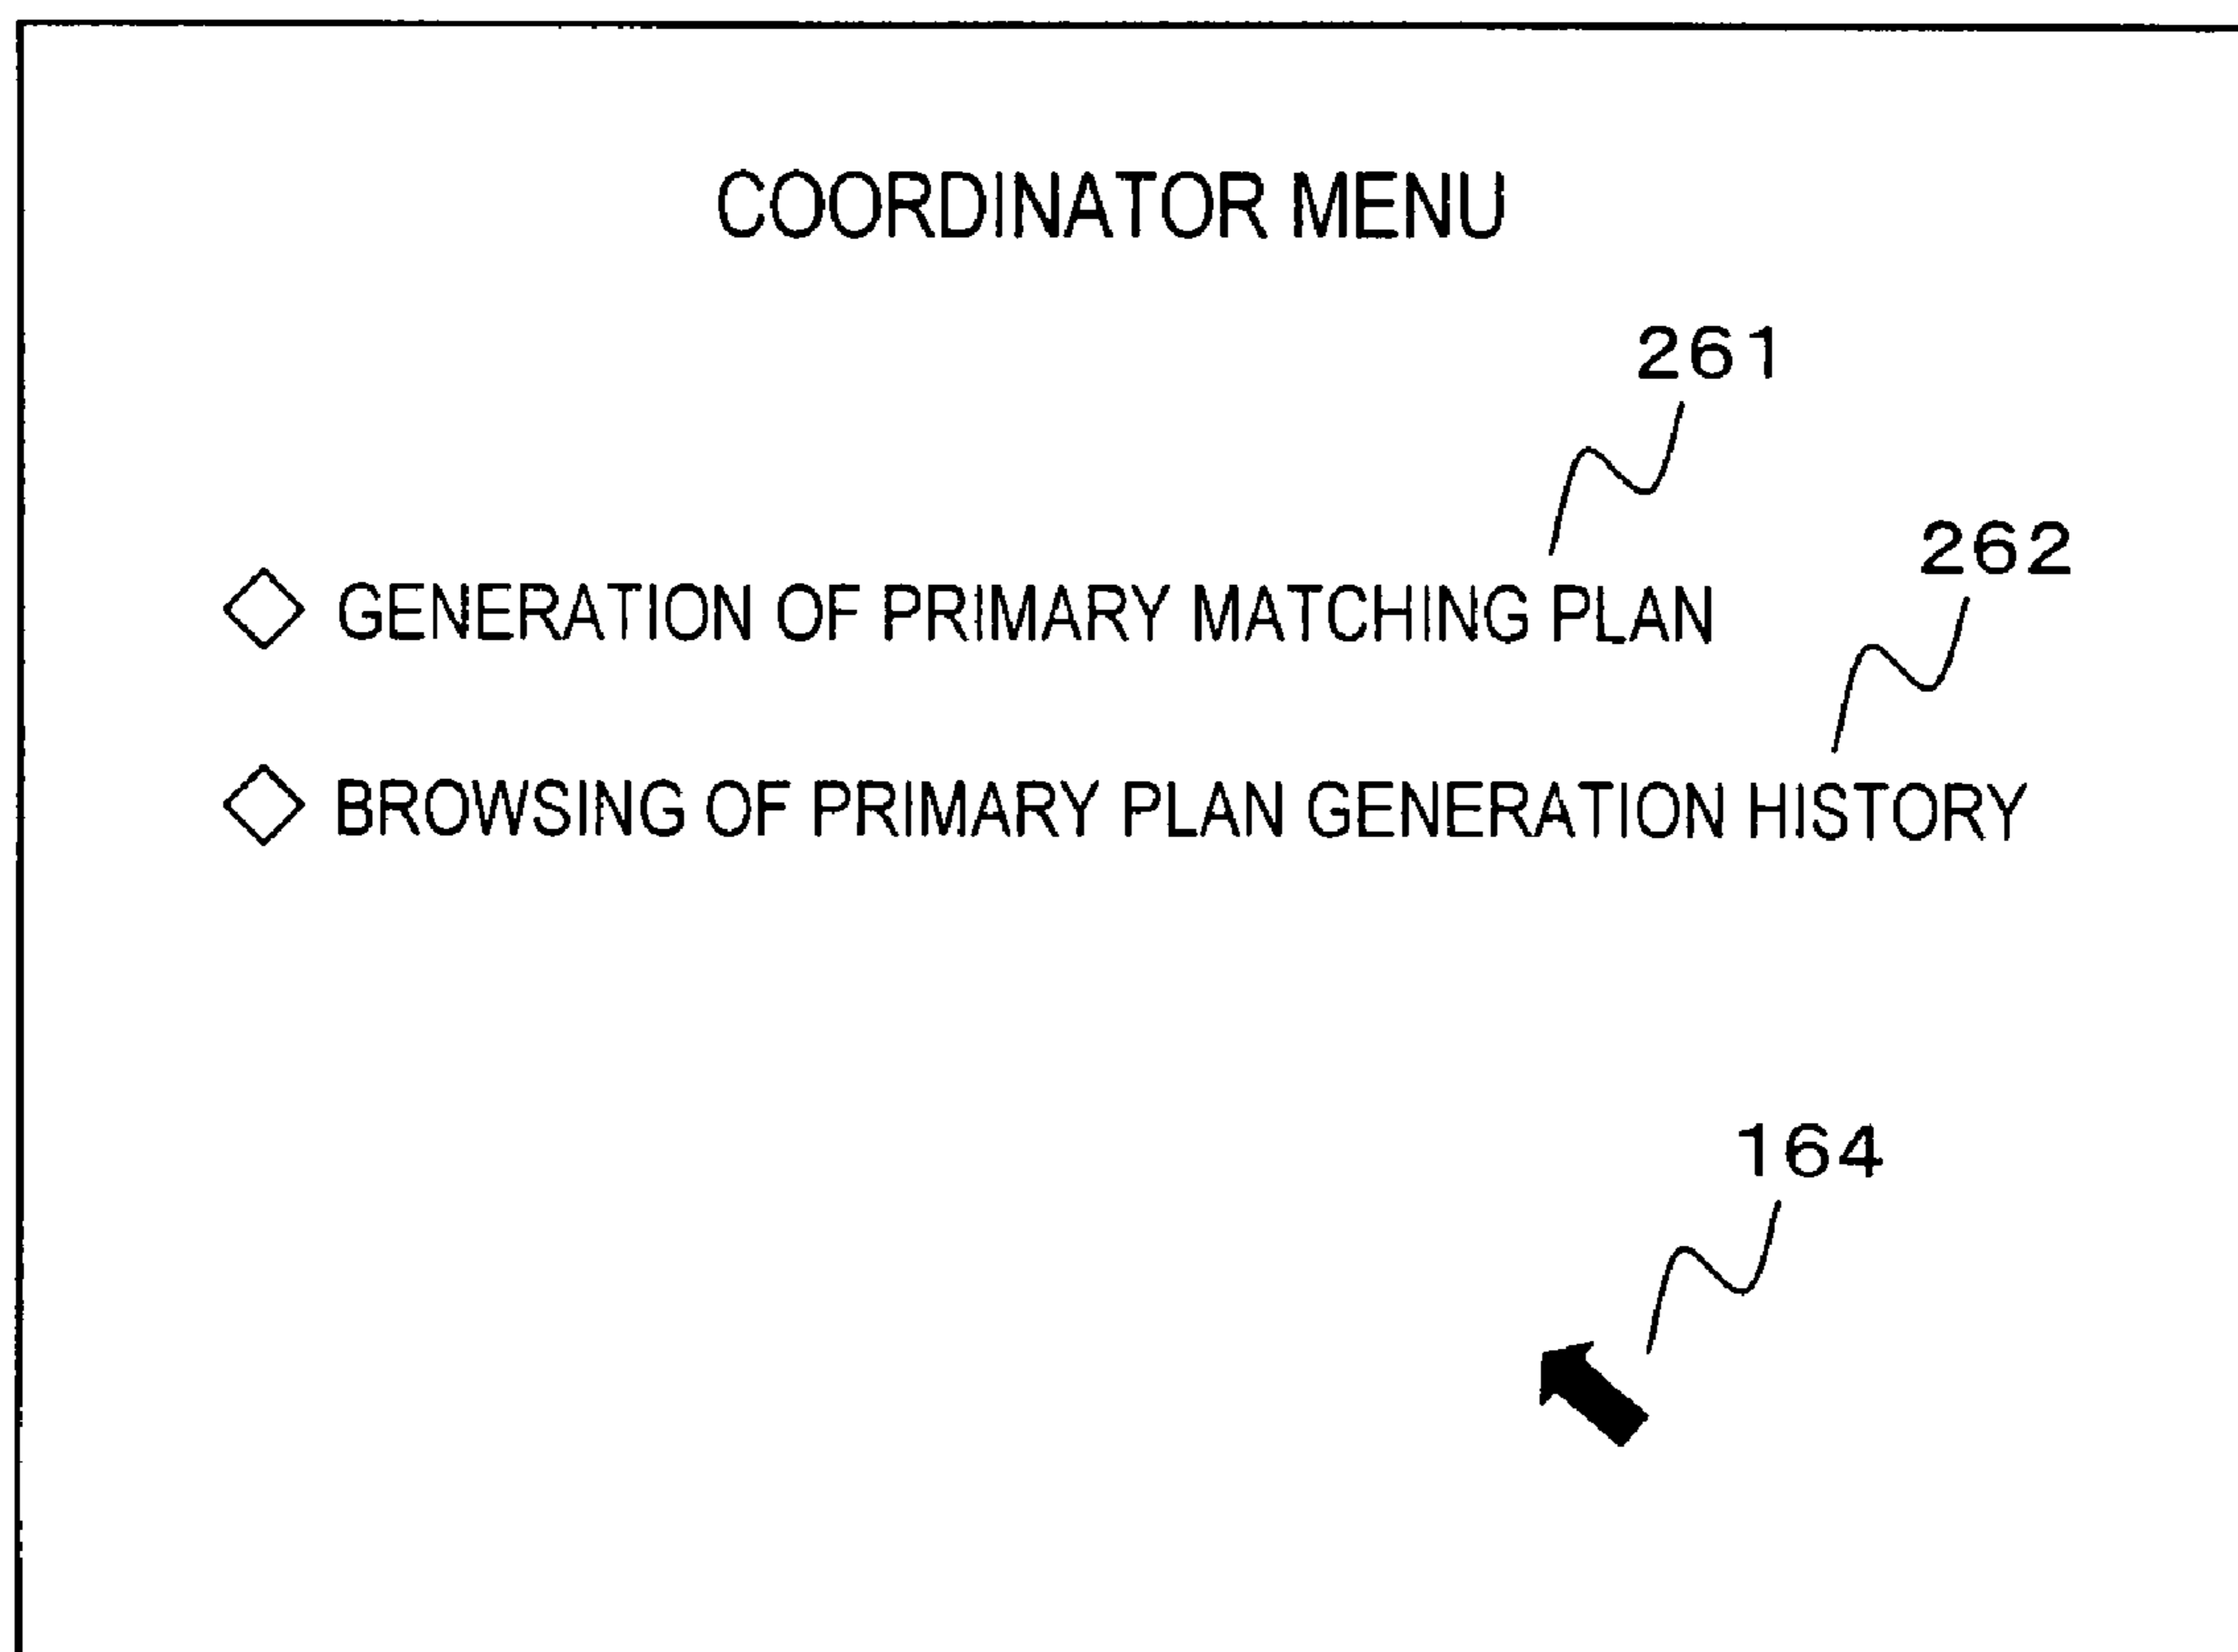 COORDINATOR MENU
261
262
GENERATION OF PRIMARY MATCHING PLAN
BROWSING OF PRIMARY PLAN GENERATION HISTORY
164